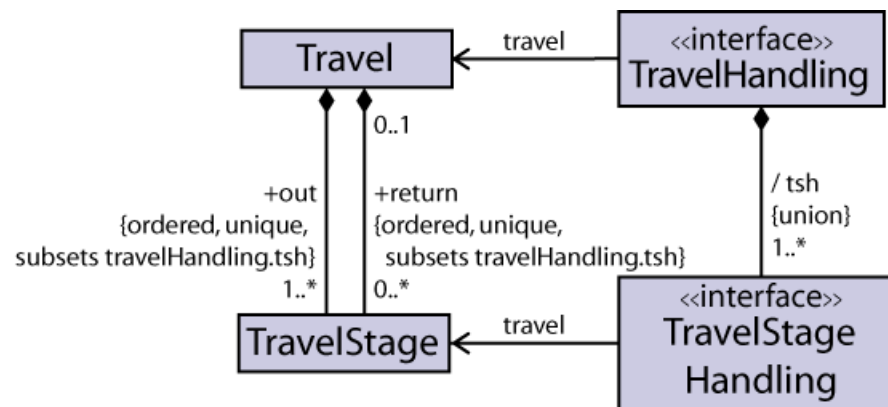 Travel
travel
<<interface>>
TravelHandling
0..1
+out
{ordered, unique,
subsets travelHandling.tsh}
1..*
+return
{ordered, unique,
subsets travelHandling.tsh}
0..*
/ tsh
{union}
1..*
TravelStage
travel
<<interface>>
TravelStage
Handling